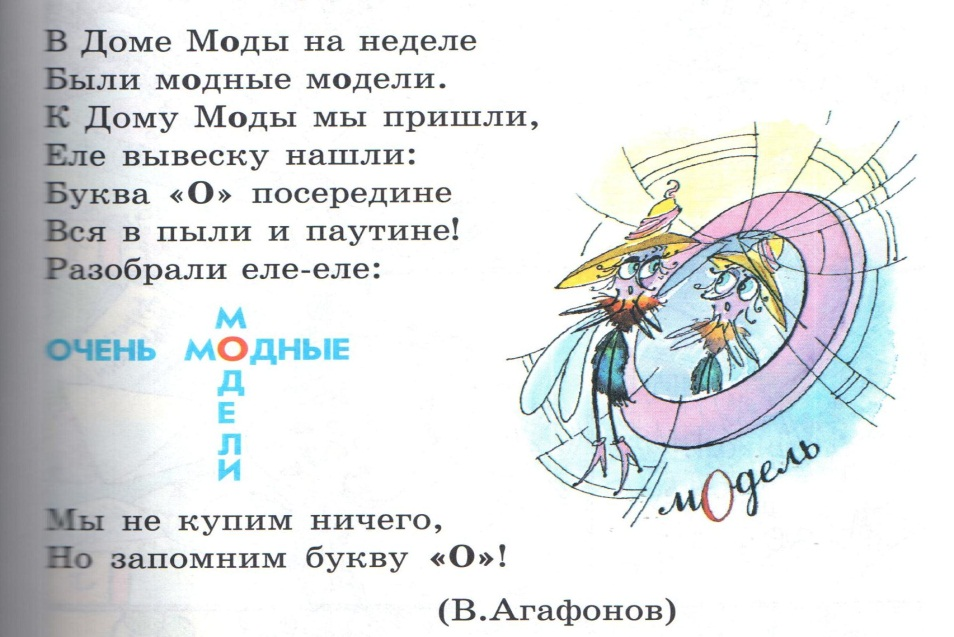 В Доме Моды на неделе
Были модные модели.
К Дому Моды мы пришли,
Еле вывеску нашли:
Буква «О» посередине
Вся в пыли и паутине!
Разобрали еле-еле:
ОЧЕНЬ МОДНЫЕ
МОДЕЛИ
Мы не купим ничего,
Но запомним букву «О»!
(В.Агафонов)
мОдель